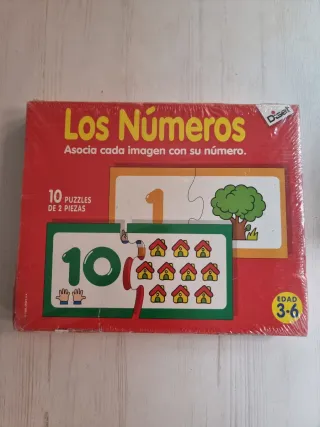 Diset
Los Números
Asocia cada imagen con su número.
10 PUZZLES
DE 2 PIEZAS
1
10
EDAD
3-6